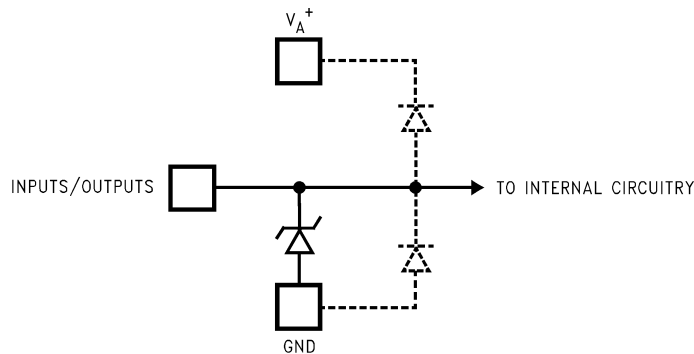 V_A^+
INPUTS/OUTPUTS
TO INTERNAL CIRCUITRY
GND